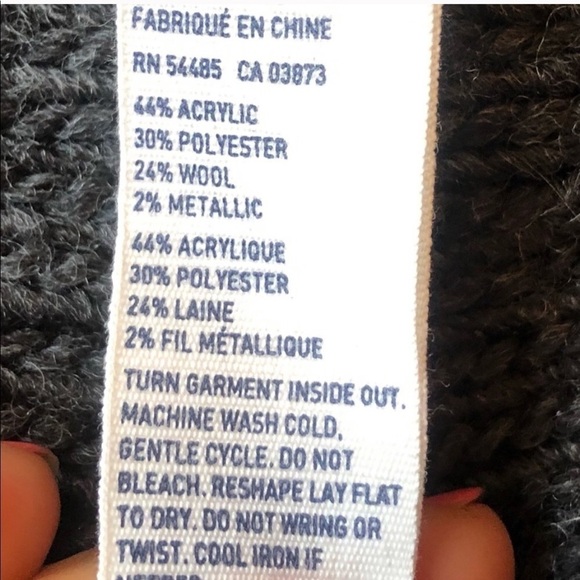 FABRIQUÉ EN CHINE
RN 54485 CA 03873
44% ACRYLIC
30% POLYESTER
24% WOOL
2% METALLIC
44% ACRYLIQUE
30% POLYESTER
24% LAINE
2% FIL MÉTALLIQUE
TURN GARMENT INSIDE OUT.
MACHINE WASH COLD,
GENTLE CYCLE. DO NOT
BLEACH. RESHAPE LAY FLAT
TO DRY. DO NOT WRING OR
TWIST. COOL IRON IF